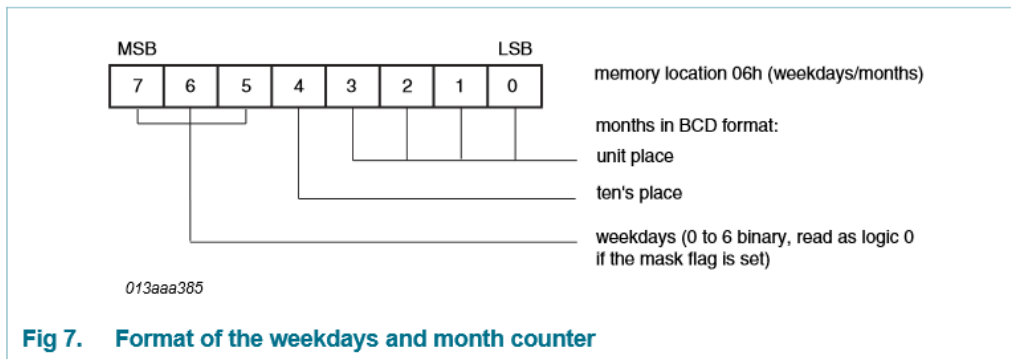 MSB LSB
7 6 5 4 3 2 1 0
memory location 06h (weekdays/months)
months in BCD format:
unit place
ten's place
weekdays (0 to 6 binary, read as logic 0
if the mask flag is set)
013aaa385
Fig 7. Format of the weekdays and month counter